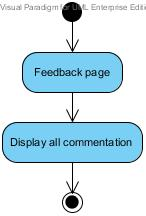 Visual Paradigm for UML Enterprise Editi
Feedback page
Display all commentation